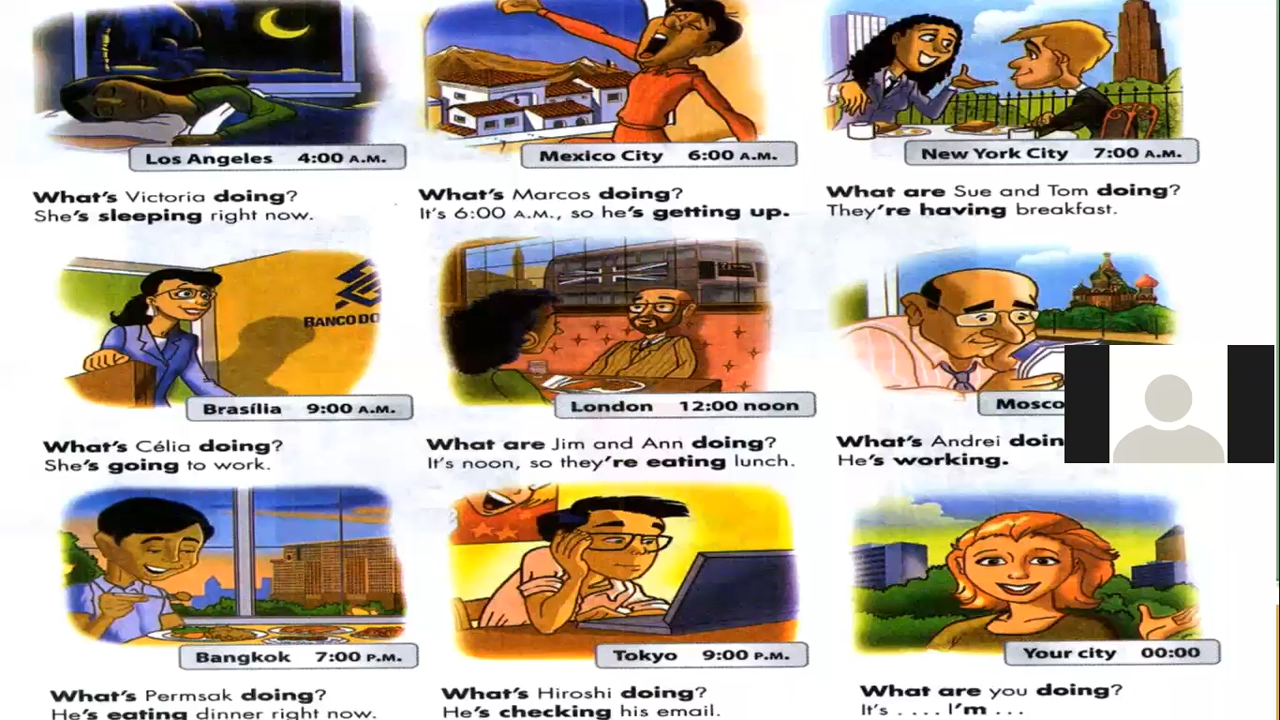 Los Angeles 4:00 A.M.
Mexico City 6:00 A.M.
New York City 7:00 A.M.
What's Victoria doing?
She's sleeping right now.
What's Marcos doing?
It's 6:00 A.M., so he's getting up.
What are Sue and Tom doing?
They're having breakfast.
BANCO DO
Brasília 9:00 A.M.
London 12:00 noon
What's Célia doing?
She's going to work.
What are Jim and Ann doing?
It's noon, so they're eating lunch.
What's Andrei
He's working.
Bangkok 7:00 P.M.
Tokyo 9:00 P.M.
Your city 00:00
What's Permsak doing?
He's eating dinner right now.
What's Hiroshi doing?
He's checking his email.
What are you doing?
It's .... I'm ...